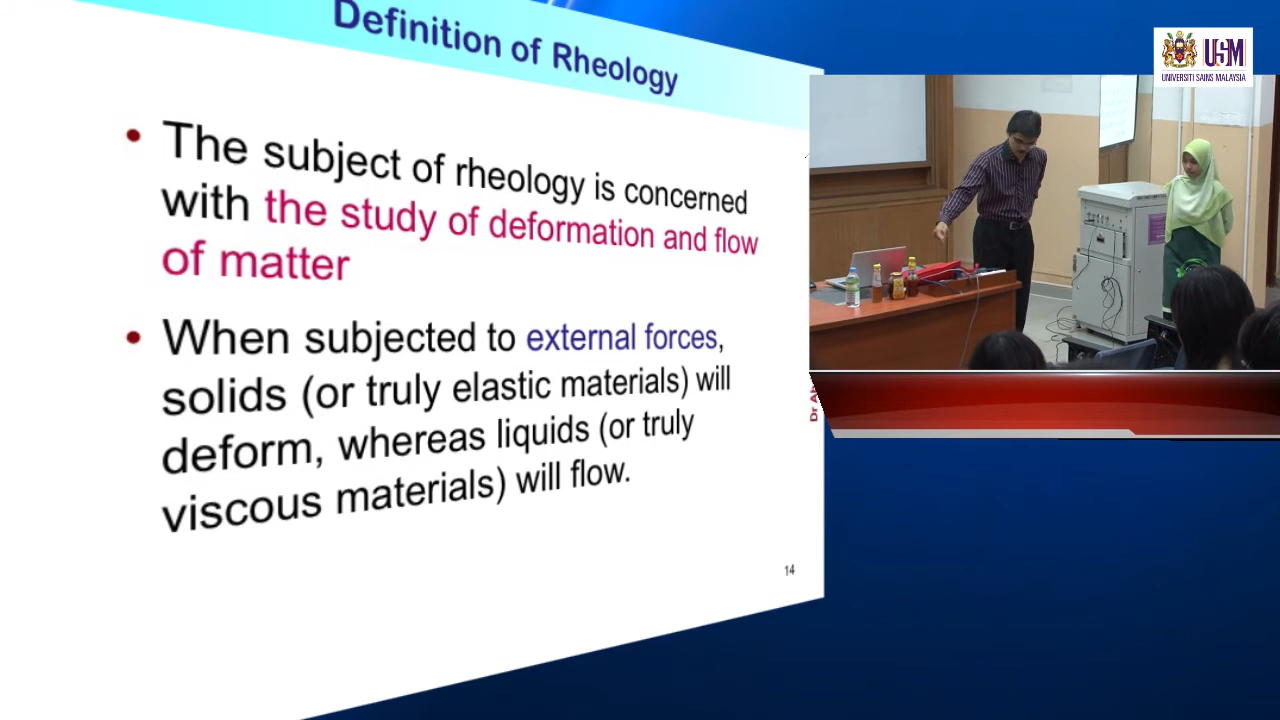 Definition of Rheology
• The subject of rheology is concerned
with the study of deformation and flow
of matter
• When subjected to external forces,
solids (or truly elastic materials) will
deform, whereas liquids (or truly
viscous materials) will flow.
14
Dr
USM
UNIVERSITI SAINS MALAYSIA